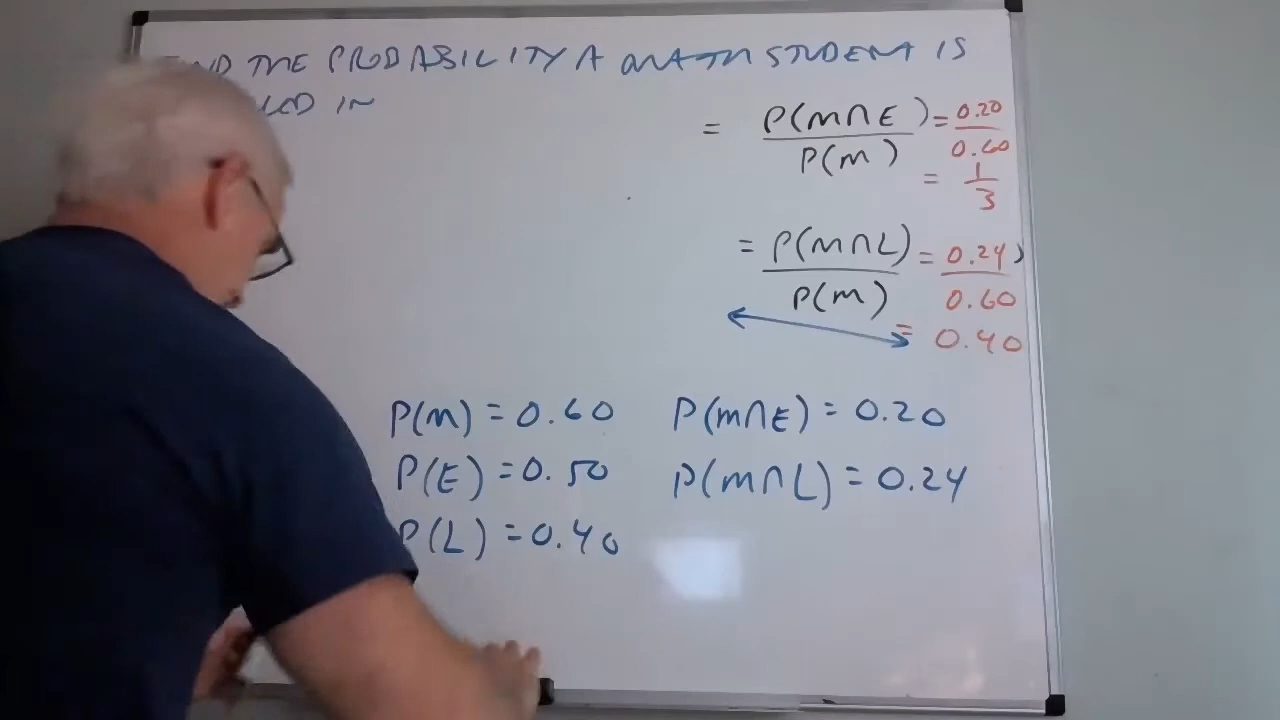 THE PROBABILITY A MATH STUDENT IS
IN
= P(M∩E) / P(M) = 0.20 / 0.60
= 1/3
= P(M∩L) / P(M) = 0.24 / 0.60
= 0.40
P(M) = 0.60 P(M∩E) = 0.20
P(E) = 0.50 P(M∩L) = 0.24
P(L) = 0.40